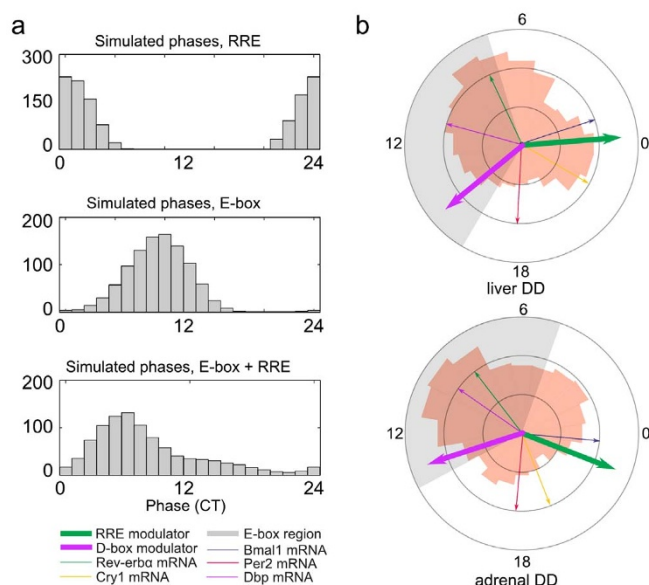 a
Simulated phases, RRE
300
150
0
0 12 24
Simulated phases, E-box
200
100
0
0 12 24
Simulated phases, E-box + RRE
200
100
0
0 12 24
Phase (CT)
b
6
12 0
18
liver DD
6
12 0
18
adrenal DD
RRE modulator
D-box modulator
Rev-erbα mRNA
Cry1 mRNA
E-box region
Bmal1 mRNA
Per2 mRNA
Dbp mRNA